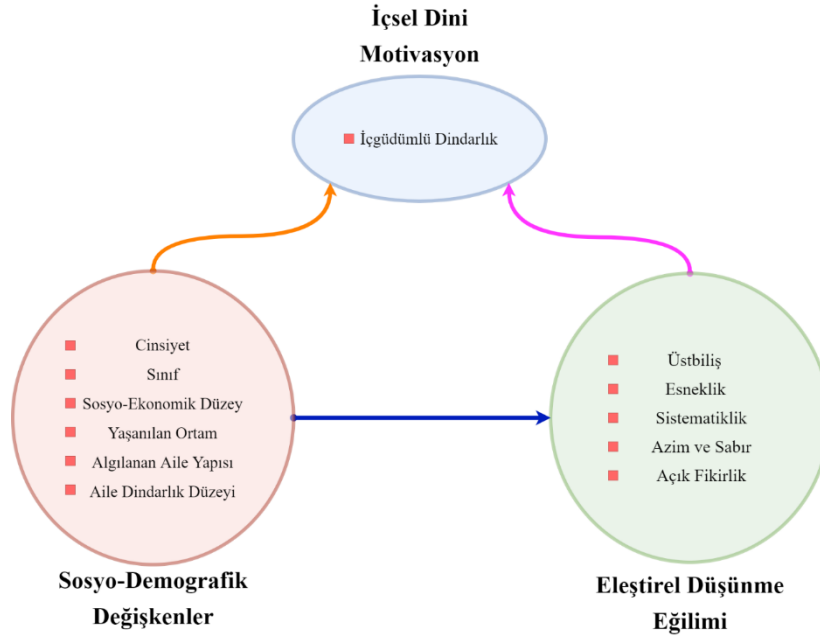 İçsel Dini
Motivasyon
İçgüdümlü Dindarlık
Cinsiyet
Sınıf
Sosyo-Ekonomik Düzey
Yaşanılan Ortam
Algılanan Aile Yapısı
Aile Dindarlık Düzeyi
Sosyo-Demografik
Değişkenler
Üstbiliş
Esneklik
Sistematiklik
Azim ve Sabır
Açık Fikirlik
Eleştirel Düşünme
Eğilimi